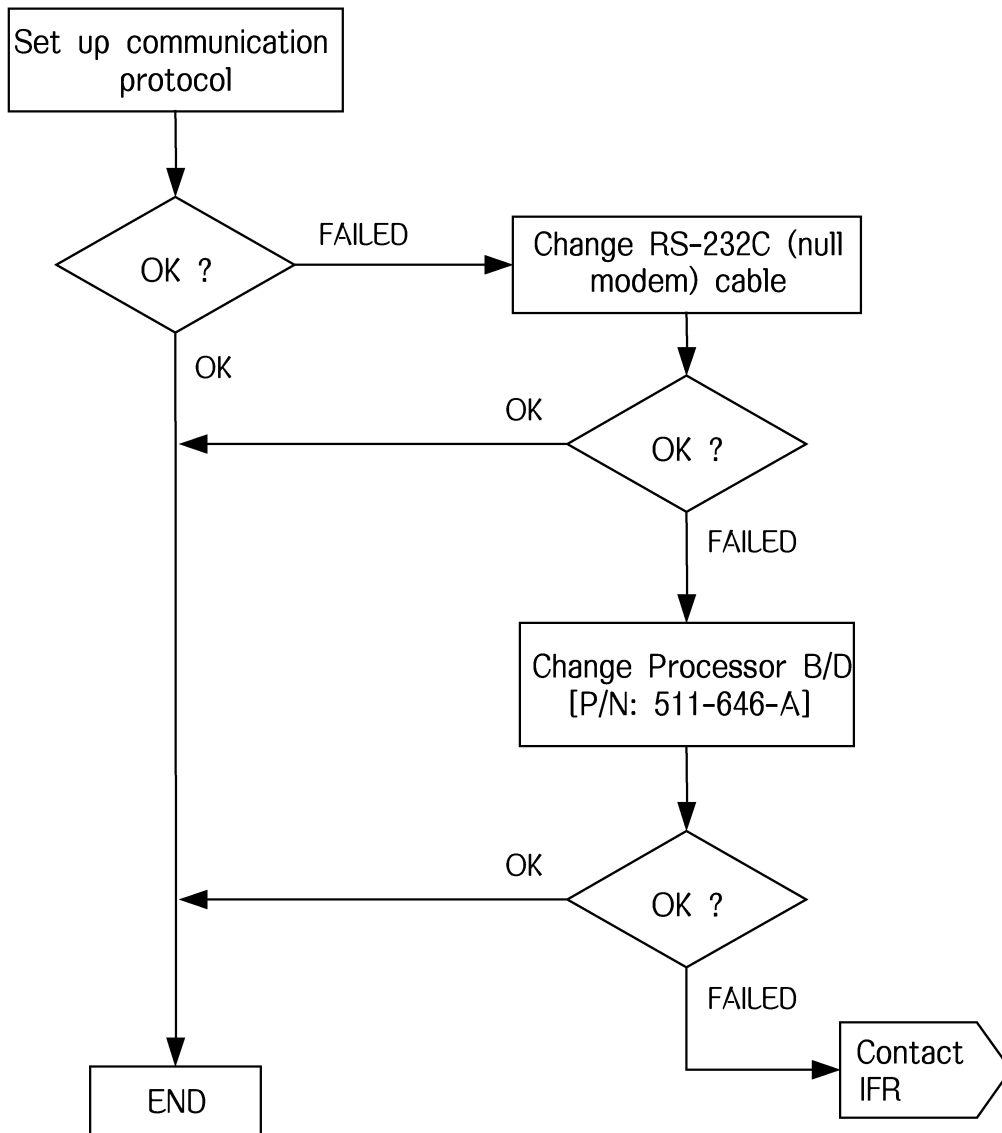 Set up communication
protocol
OK ?
FAILED
Change RS-232C (null
modem) cable
OK
OK
OK ?
FAILED
Change Processor B/D
[P/N: 511-646-A]
OK
OK ?
FAILED
Contact
IFR
END